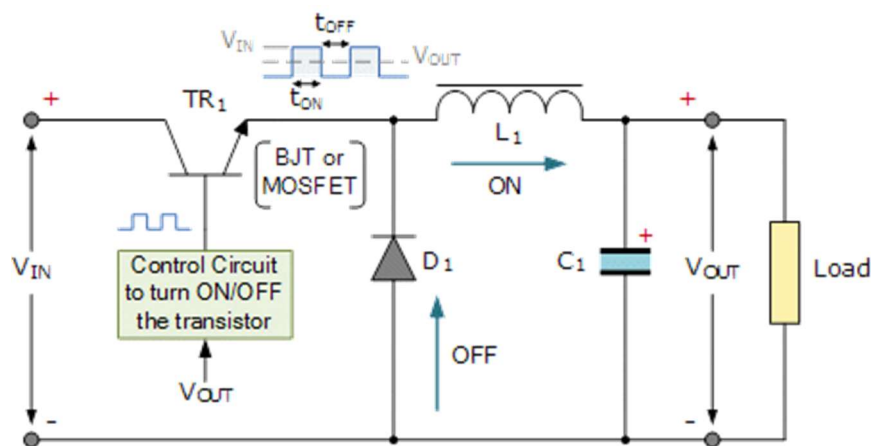 tOFF
VIN
VOUT
tON
+
TR1
BJT or
MOSFET
L1
ON
+
VIN
Control Circuit
to turn ON/OFF
the transistor
VOUT
D1
OFF
C1
+
VOUT
Load
-
-